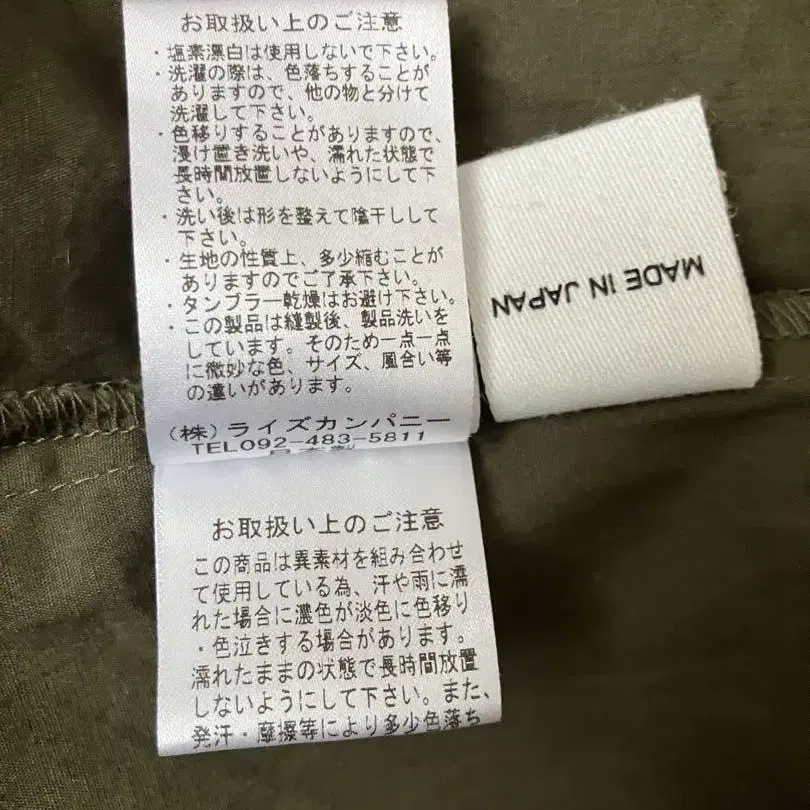 お取扱い上のご注意
・塩素漂白は使用しないで下さい。
・洗濯の際は、色落ちすることが
ありますので、他の物と分けて
洗濯して下さい。
・色移りすることがありますので、
浸け置き洗いや、濡れた状態で
長時間放置しないようにして下
さい。
・洗い後は形を整えて陰干しして
下さい。
・生地の性質上、多少縮むことが
ありますのでご了承下さい。
・タンブラー乾燥はお避け下さい。
・この製品は縫製後、製品洗いを
しています。そのため一点一点
に微妙な色、サイズ、風合い等
の違いがあります。
(株)ライズカンパニー
TEL092-483-5811
MADE IN JAPAN
お取扱い上のご注意
この商品は異素材を組み合わせ
て使用している為、汗や雨に濡
れた場合に濃色が淡色に色移り
・色泣きする場合があります。
濡れたままの状態で長時間放置
しないようにして下さい。また、
発汗・摩擦等により多少色落ち